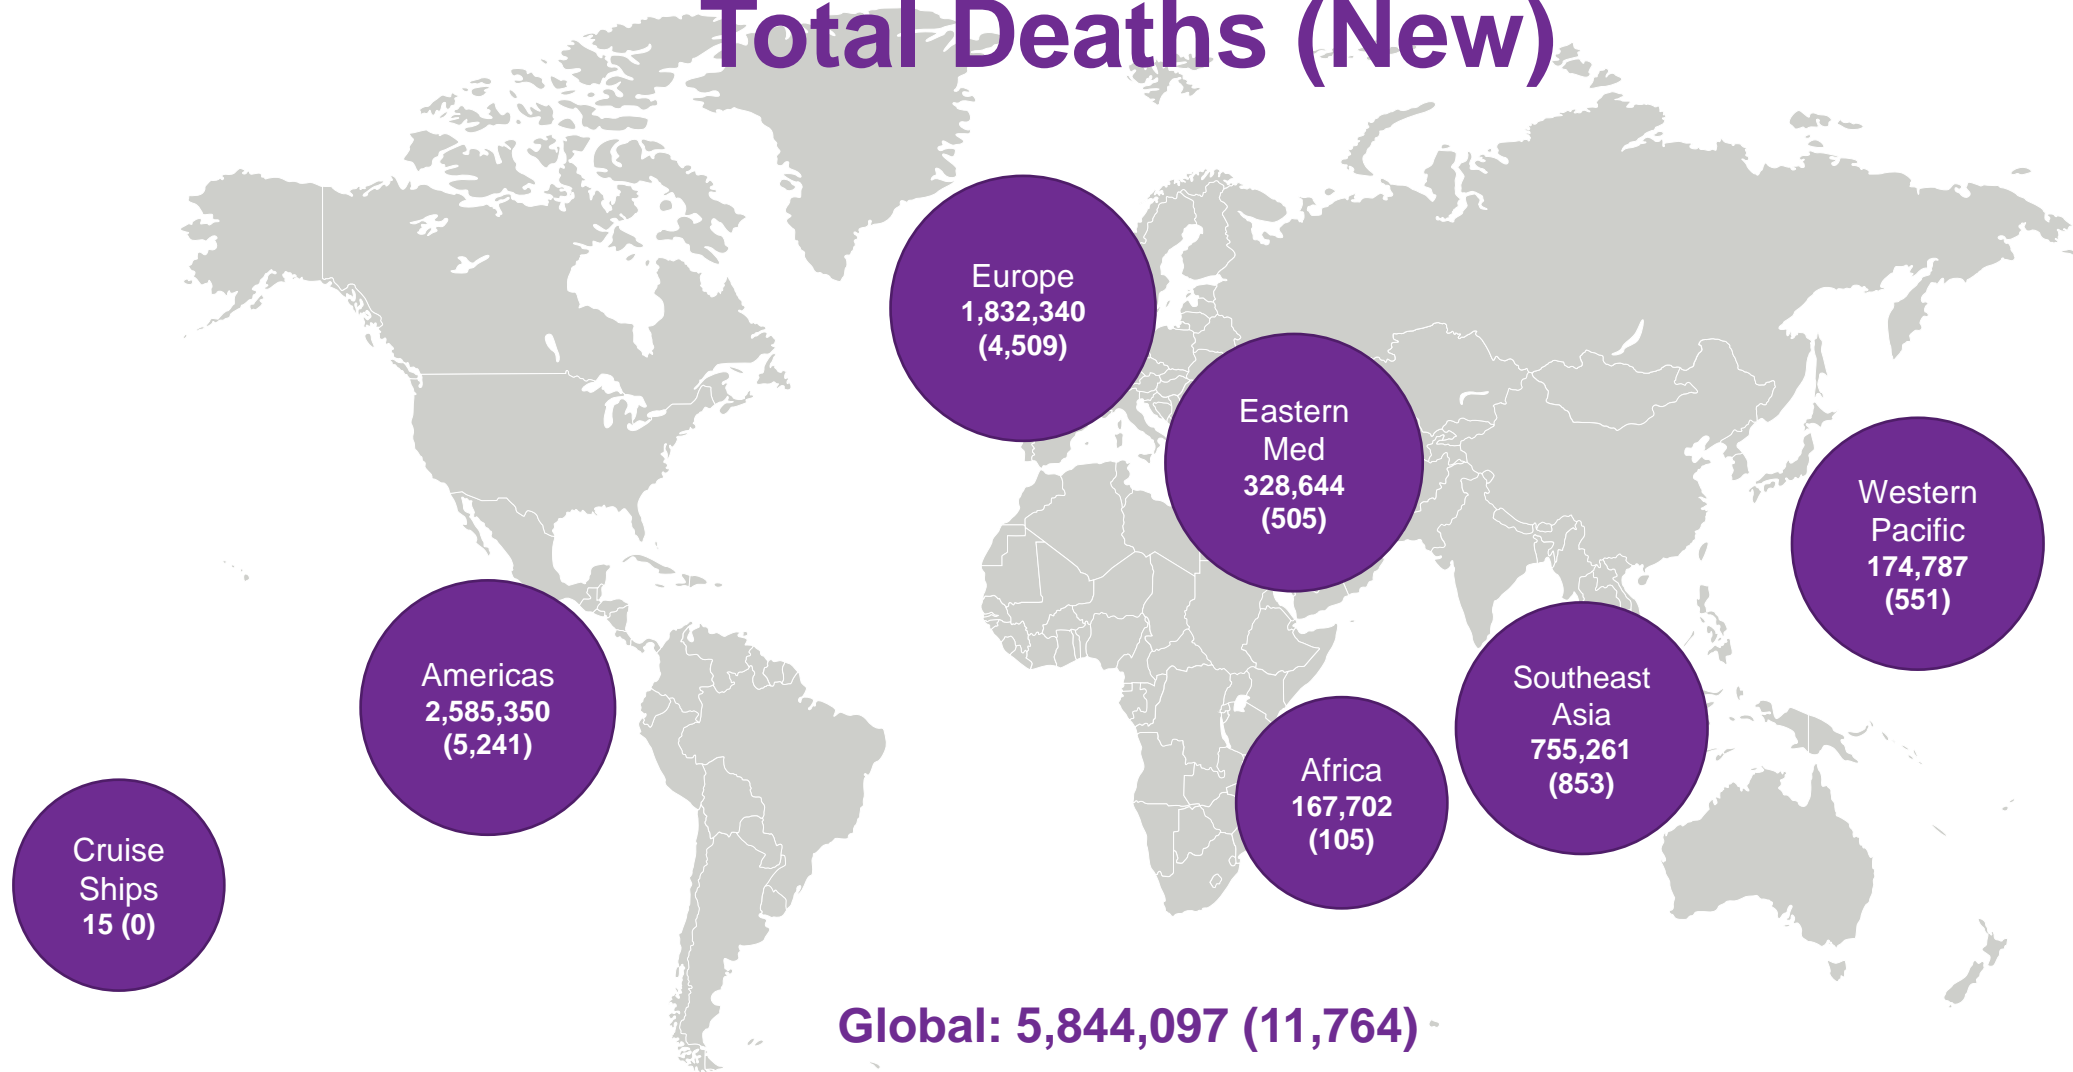 Total Deaths (New)
Europe
1,832,340
(4,509)
Eastern
Med
328,644
(505)
Western
Pacific
174,787
(551)
Americas
2,585,350
(5,241)
Southeast
Asia
755,261
(853)
Africa
167,702
(105)
Cruise
Ships
15 (0)
Global: 5,844,097 (11,764)